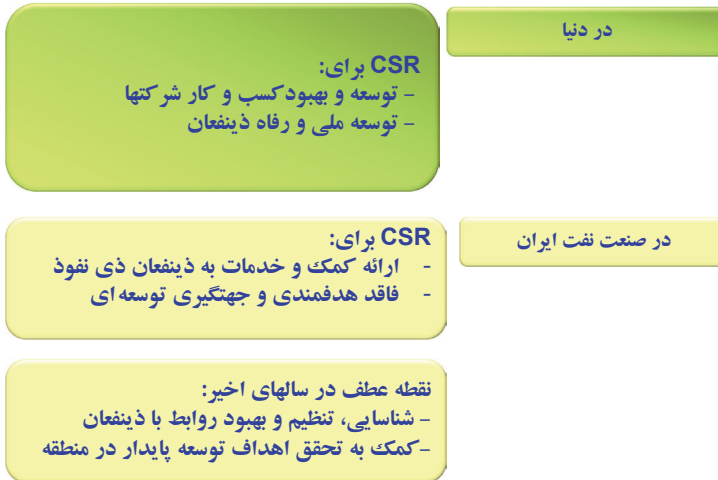 در دنیا
CSR برای:
- توسعه و بهبود کسب و کار شرکتها
- توسعه ملی و رفاه ذینفعان
در صنعت نفت ایران
CSR برای:
- ارائه کمک و خدمات به ذینفعان ذی نفوذ
- فاقد هدفمندی و جهتگیری توسعه ای
نقطه عطف در سالهای اخیر:
- شناسایی، تنظیم و بهبود روابط با ذینفعان
-کمک به تحقق اهداف توسعه پایدار در منطقه